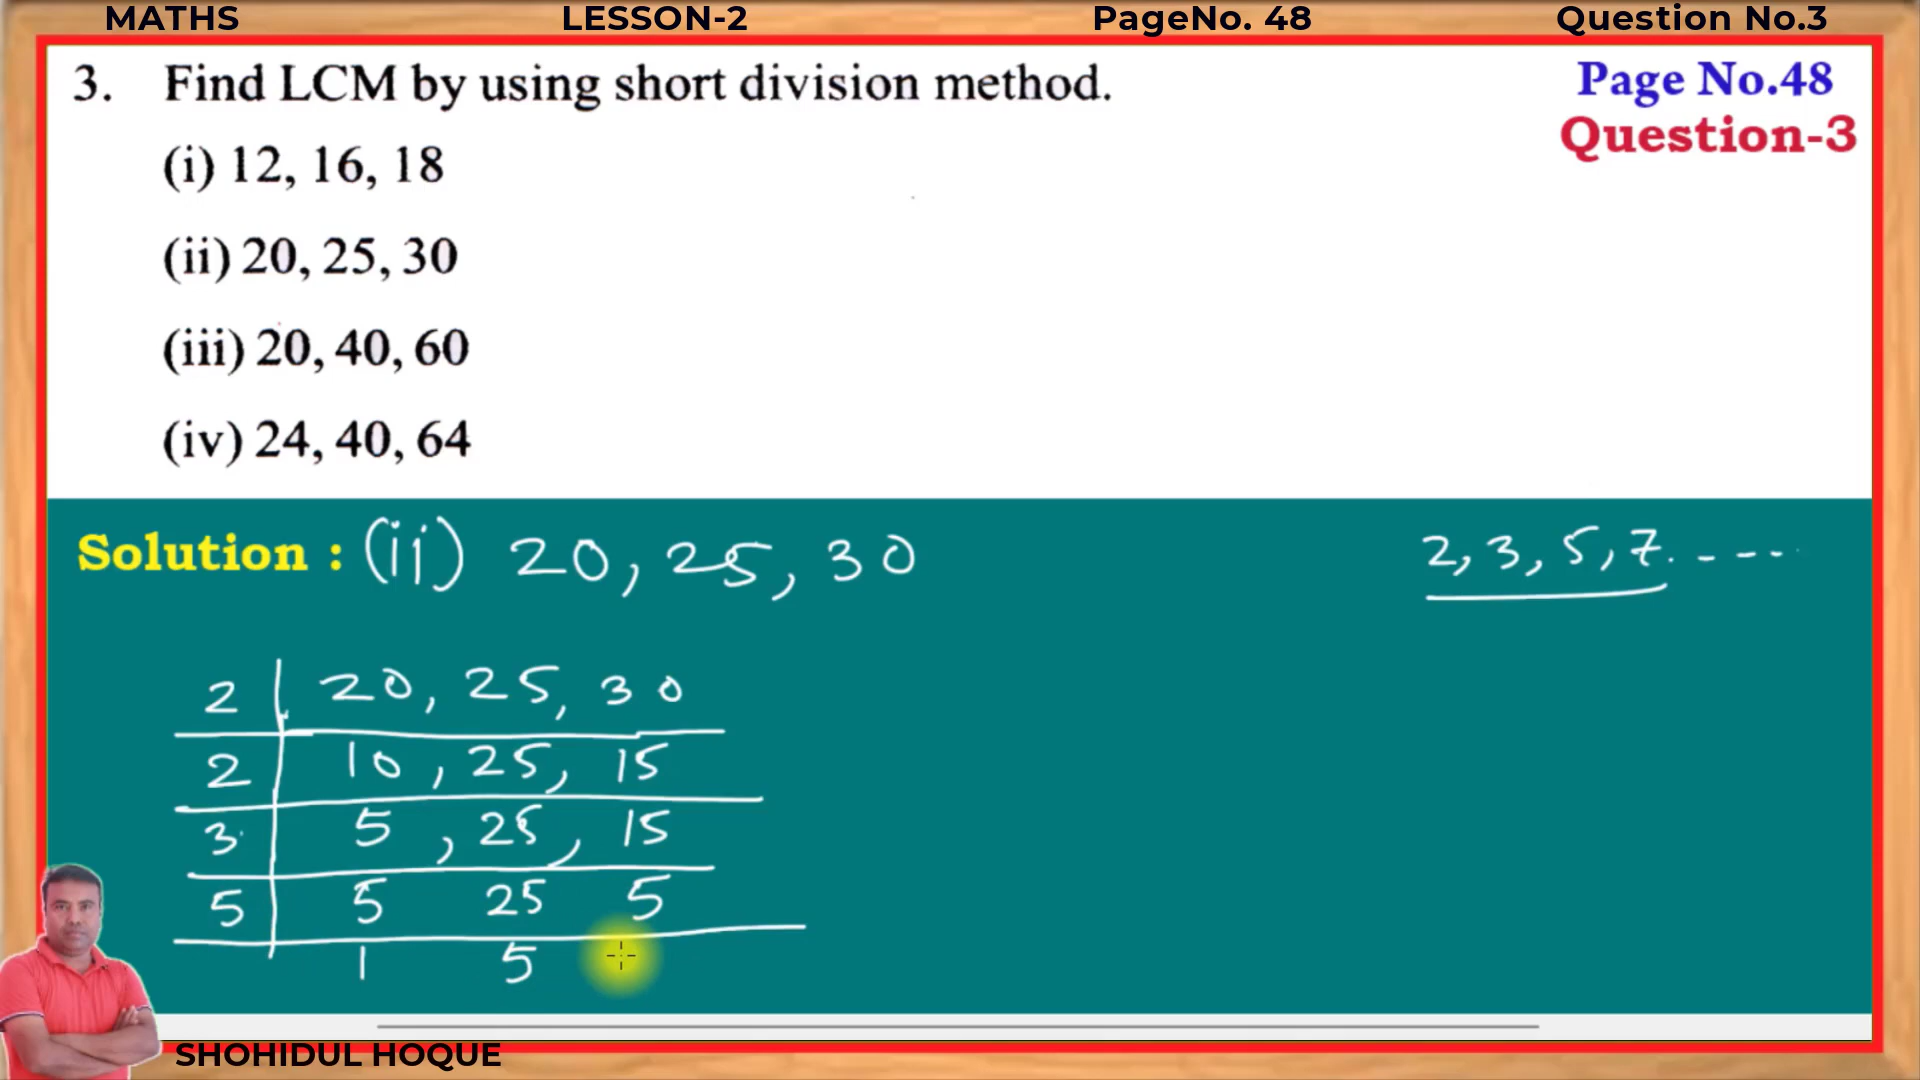 MATHS LESSON-2 PageNo. 48 Question No.3
3. Find LCM by using short division method.
Page No.48
Question-3
(i) 12, 16, 18
(ii) 20, 25, 30
(iii) 20, 40, 60
(iv) 24, 40, 64
Solution : (ii) 20, 25, 30
2, 3, 5, 7. - - - -
2 20, 25, 30
2 10, 25, 15
3 5, 25, 15
5 5 25 5
1 5
SHOHIDUL HOQUE